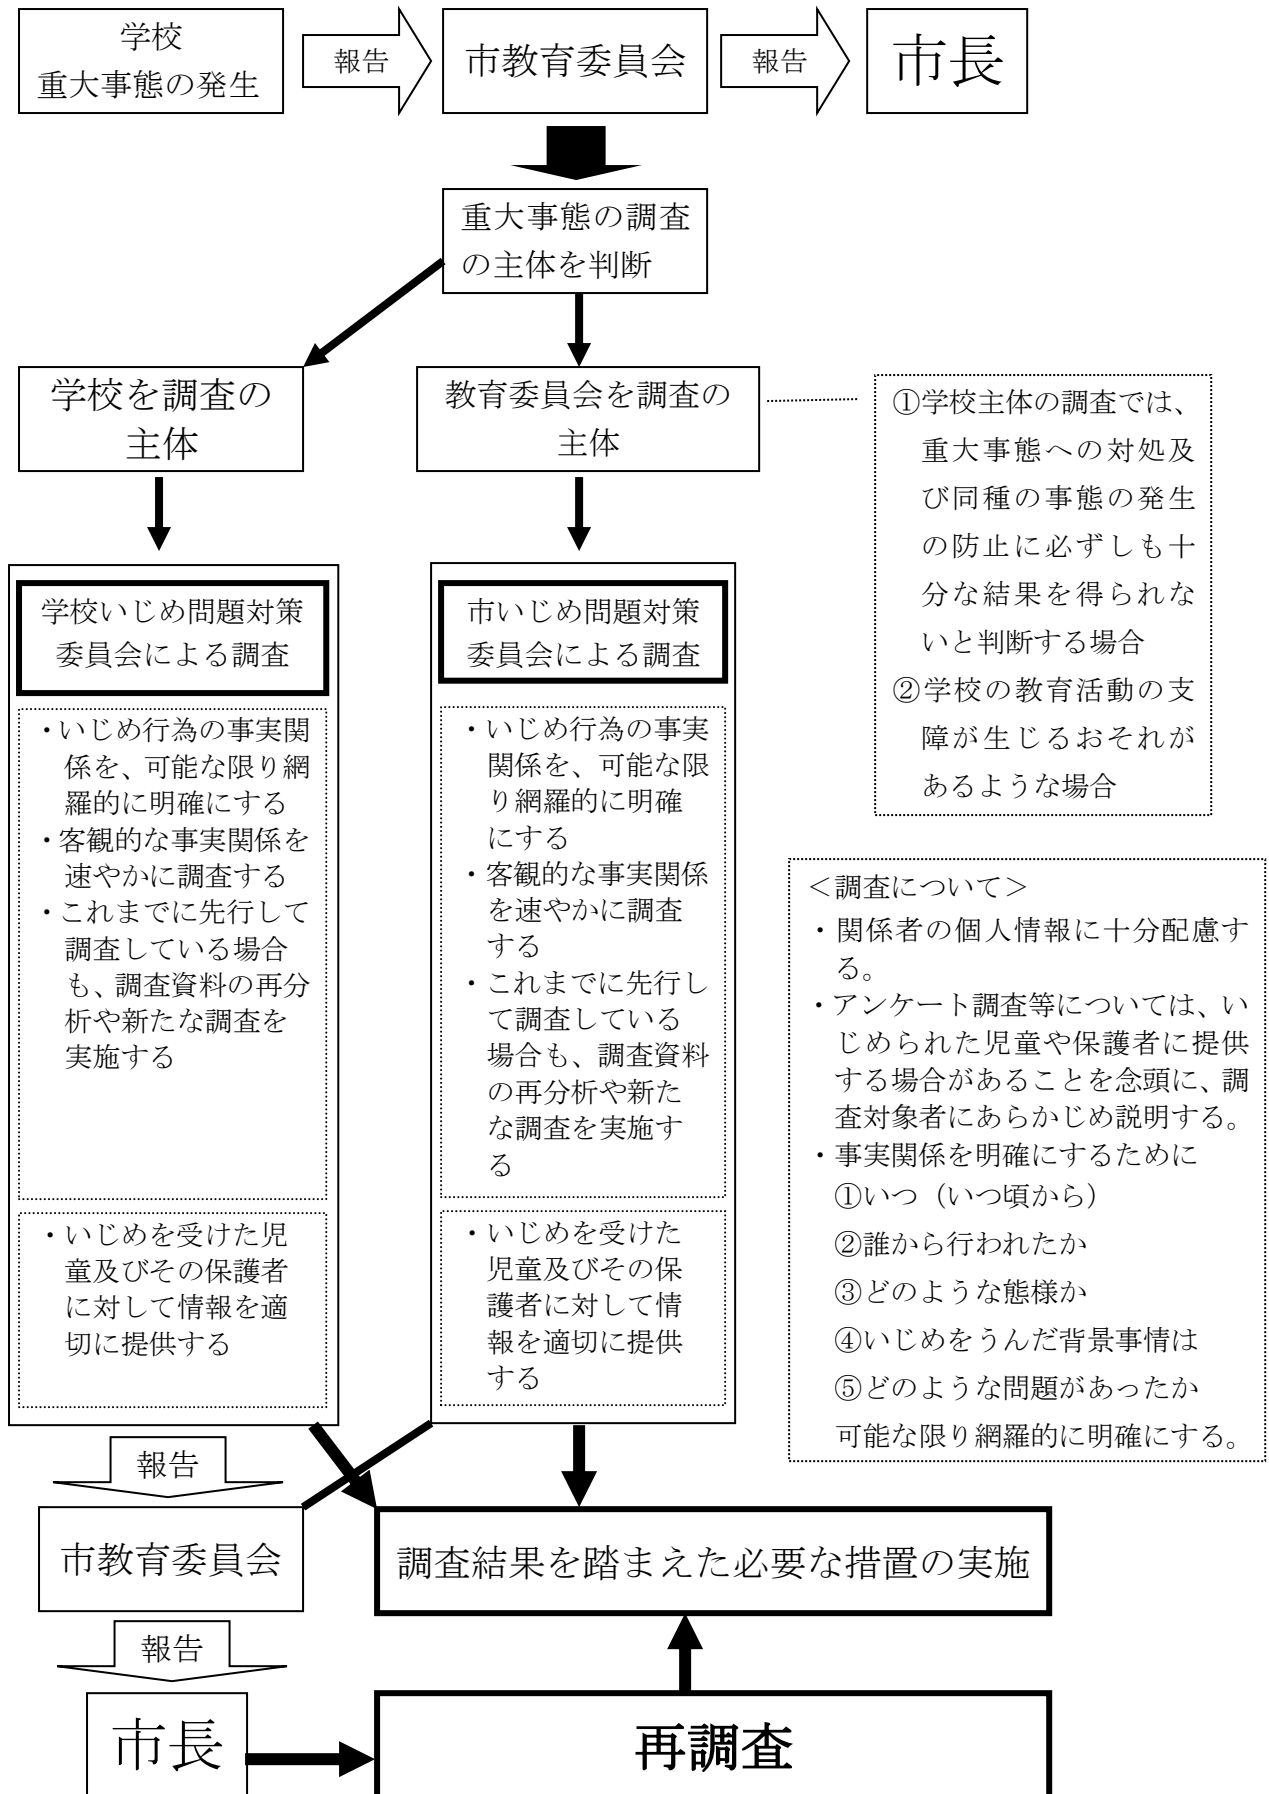 学校
重大事態の発生
報告
市教育委員会
報告
市長
重大事態の調査
の主体を判断
学校を調査の
主体
教育委員会を調査の
主体
①学校主体の調査では、
重大事態への対処及
び同種の事態の発生
の防止に必ずしも十
分な結果を得られな
いと判断する場合
②学校の教育活動の支
障が生じるおそれが
あるような場合
学校いじめ問題対策
委員会による調査
・いじめ行為の事実関
係を、可能な限り網
羅的に明確にする
・客観的な事実関係を
速やかに調査する
・これまでに先行して
調査している場合
も、調査資料の再分
析や新たな調査を
実施する
・いじめを受けた児
童及びその保護者
に対して情報を適
切に提供する
市いじめ問題対策
委員会による調査
・いじめ行為の事実
関係を、可能な限
り網羅的に明確
にする
・客観的な事実関係
を速やかに調査
する
・これまでに先行し
て調査している
場合も、調査資料
の再分析や新た
な調査を実施す
る
・いじめを受けた
児童及びその保
護者に対して情
報を適切に提供
する
＜調査について＞
・関係者の個人情報に十分配慮す
る。
・アンケート調査等については、い
じめられた児童や保護者に提供
する場合があることを念頭に、調
査対象者にあらかじめ説明する。
・事実関係を明確にするために
①いつ（いつ頃から）
②誰から行われたか
③どのような態様か
④いじめをうんだ背景事情は
⑤どのような問題があったか
可能な限り網羅的に明確にする。
報告
市教育委員会
調査結果を踏まえた必要な措置の実施
報告
市長
再調査